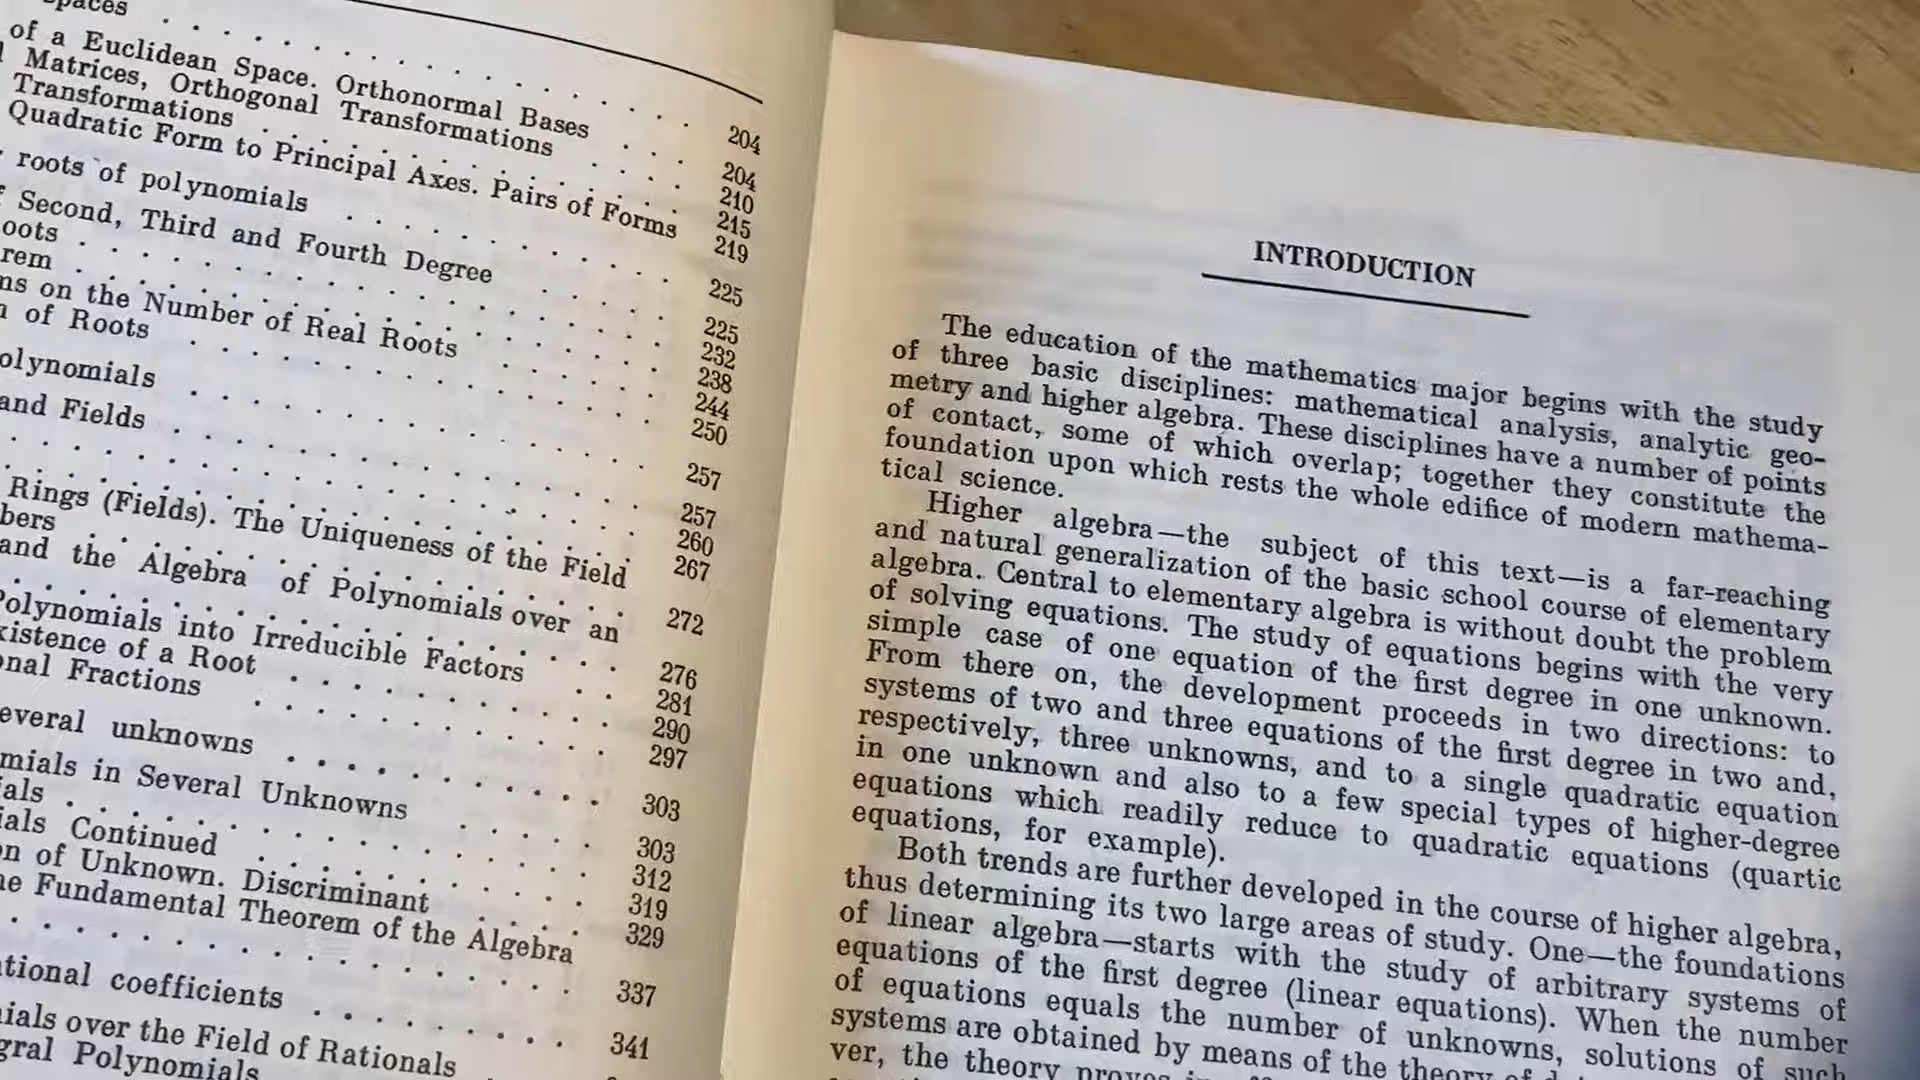 spaces . . . . . . . . . . . . 204
of a Euclidean Space. Orthonormal Bases . . . 204
Matrices, Orthogonal Transformations . . . . 210
Transformations . . . . . . . . . . . . 215
Quadratic Form to Principal Axes. Pairs of Forms 219
roots of polynomials . . . . . . . . . . 225
Second, Third and Fourth Degree . . . . . 225
oots . . . . . . . . . . . . . . . . 232
rem . . . . . . . . . . . . . . . . 238
ns on the Number of Real Roots . . . . . . 244
of Roots . . . . . . . . . . . . . . 250
olynomials . . . . . . . . . . . . . 257
and Fields . . . . . . . . . . . . . 257
. . . . . . . . . . . . . . . . . . 260
. . . . . . . . . . . . . . . . . . 267
Rings (Fields). The Uniqueness of the Field
bers . . . . . . . . . . . . . . . . 272
and the Algebra of Polynomials over an
. . . . . . . . . . . . . . . . . . 276
Polynomials into Irreducible Factors . . 281
xistence of a Root . . . . . . . . . . 290
onal Fractions . . . . . . . . . . . . 297
everal unknowns . . . . . . . . . . . 303
mials in Several Unknowns . . . . . 303
ials . . . . . . . . . . . . . . . . 312
ials Continued . . . . . . . . . . . . 319
on of Unknown. Discriminant . . . . 329
he Fundamental Theorem of the Algebra
. . . . . . . . . . . . . . . . . . 337
tional coefficients . . . . . . . . . 341
ials over the Field of Rationals
gral Polynomials
INTRODUCTION
The education of the mathematics major begins with the study
of three basic disciplines: mathematical analysis, analytic geo-
metry and higher algebra. These disciplines have a number of points
of contact, some of which overlap; together they constitute the
foundation upon which rests the whole edifice of modern mathema-
tical science.
Higher algebra—the subject of this text—is a far-reaching
and natural generalization of the basic school course of elementary
algebra. Central to elementary algebra is without doubt the problem
of solving equations. The study of equations begins with the very
simple case of one equation of the first degree in one unknown.
From there on, the development proceeds in two directions: to
systems of two and three equations of the first degree in two and,
respectively, three unknowns, and to a single quadratic equation
in one unknown and also to a few special types of higher-degree
equations which readily reduce to quadratic equations (quartic
equations, for example).
Both trends are further developed in the course of higher algebra,
thus determining its two large areas of study. One—the foundations
of linear algebra—starts with the study of arbitrary systems of
equations of the first degree (linear equations). When the number
of equations equals the number of unknowns, solutions of such
systems are obtained by means of the theory of
ver, the theory proves